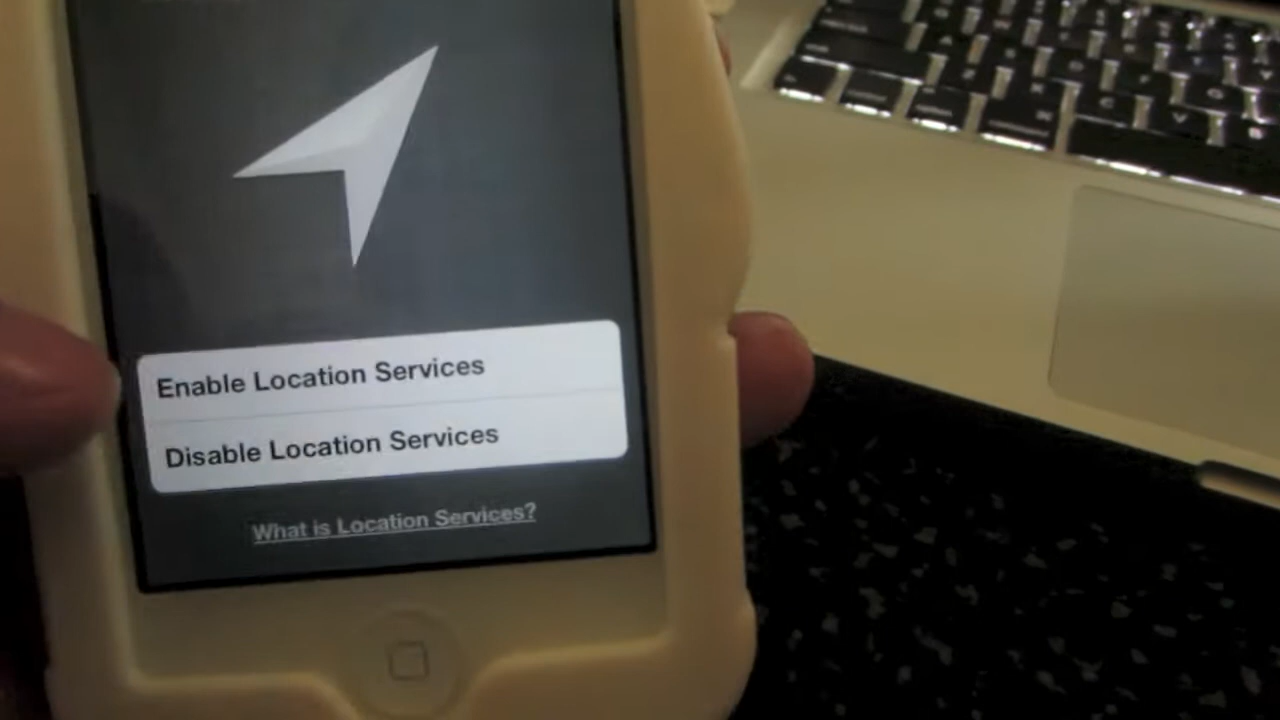 Enable Location Services
Disable Location Services
What is Location Services?